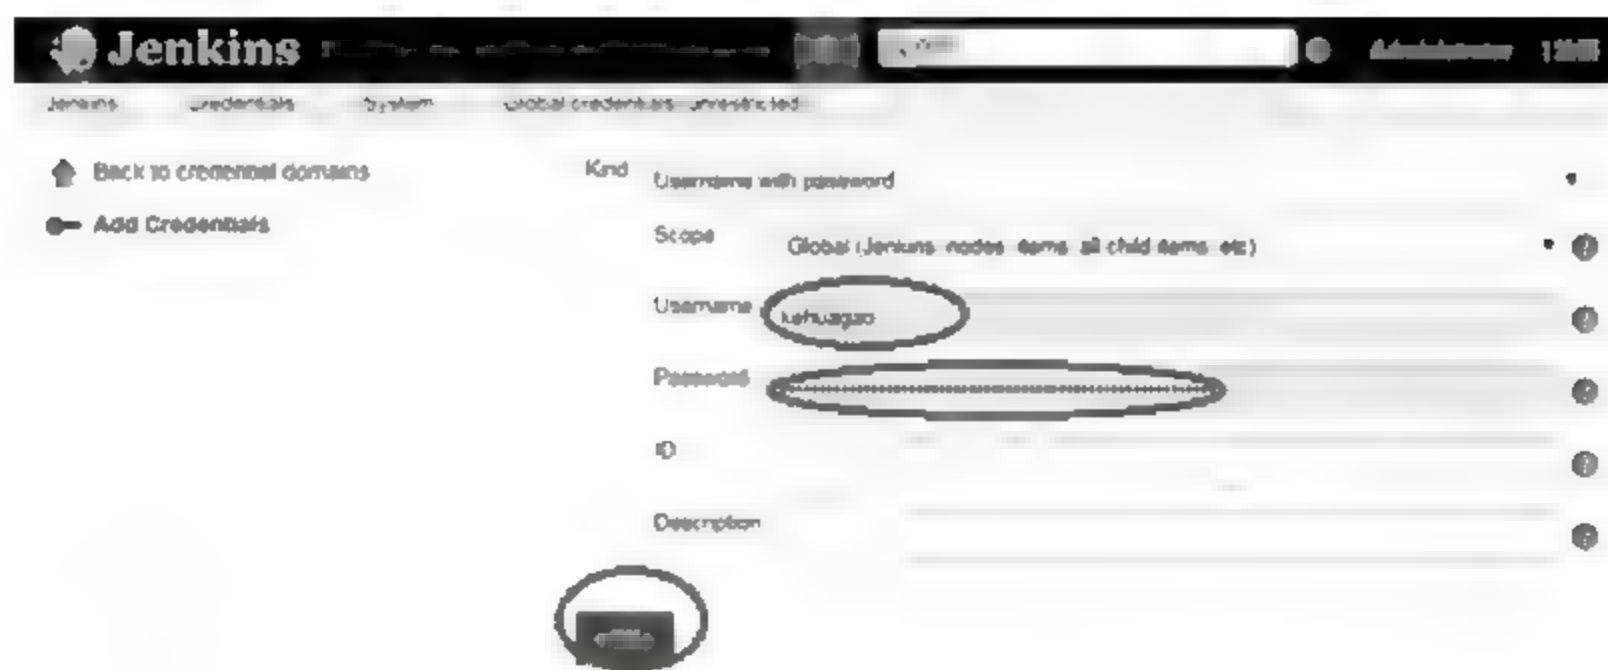 Jenkins
Jenkins Credentials System Global credentials unrestricted
Back to credential domains
Add Credentials
Kind Username with password
Scope Global (Jenkins nodes items all child items etc)
Username
Password
ID
Description